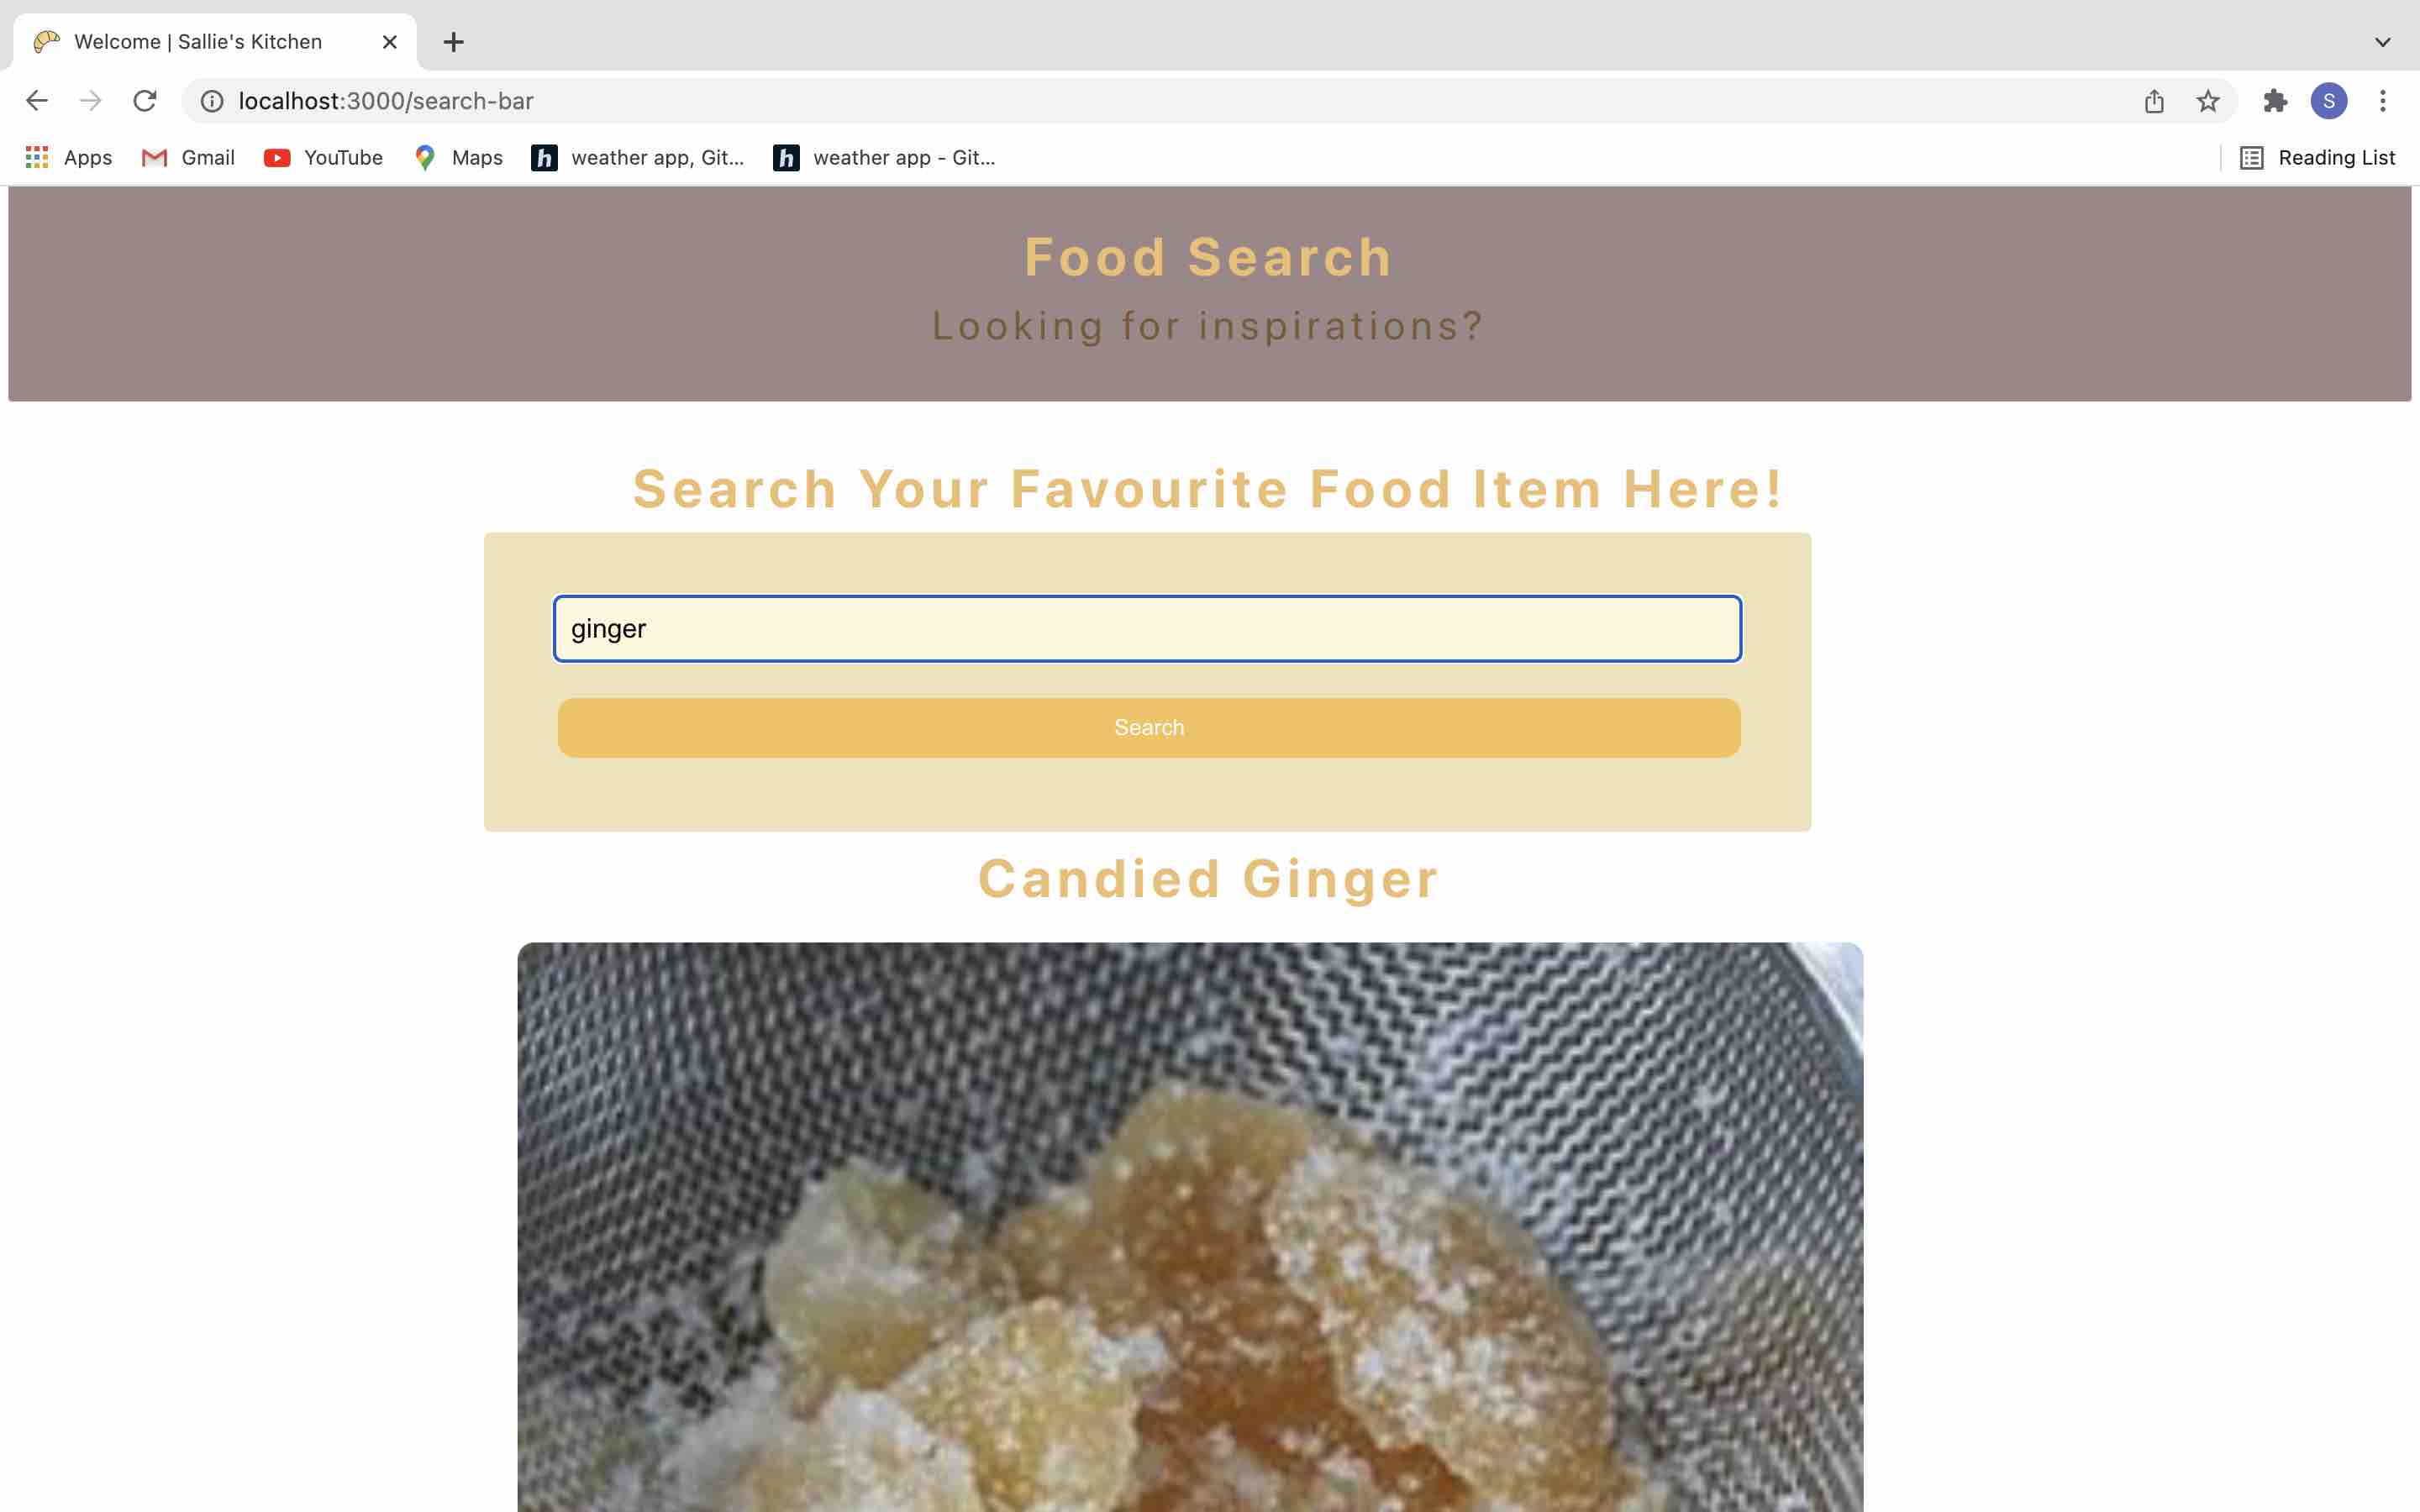 Welcome | Sallie's Kitchen
localhost:3000/search-bar
S
Apps Gmail YouTube Maps h weather app, Git... h weather app - Git... Reading List
Food Search
Looking for inspirations?
Search Your Favourite Food Item Here!
ginger
Search
Candied Ginger